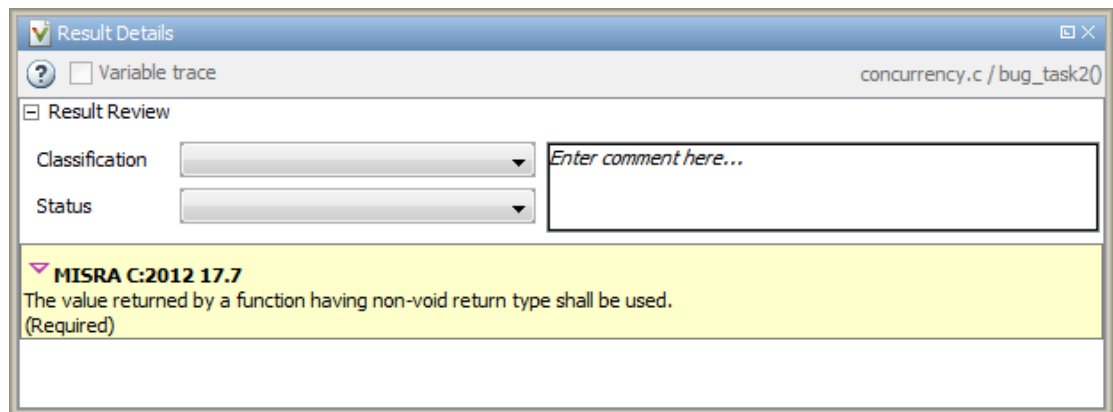 Result Details
Variable trace
concurrency.c / bug_task2()
Result Review
Classification
Enter comment here...
Status
MISRA C:2012 17.7
The value returned by a function having non-void return type shall be used.
(Required)